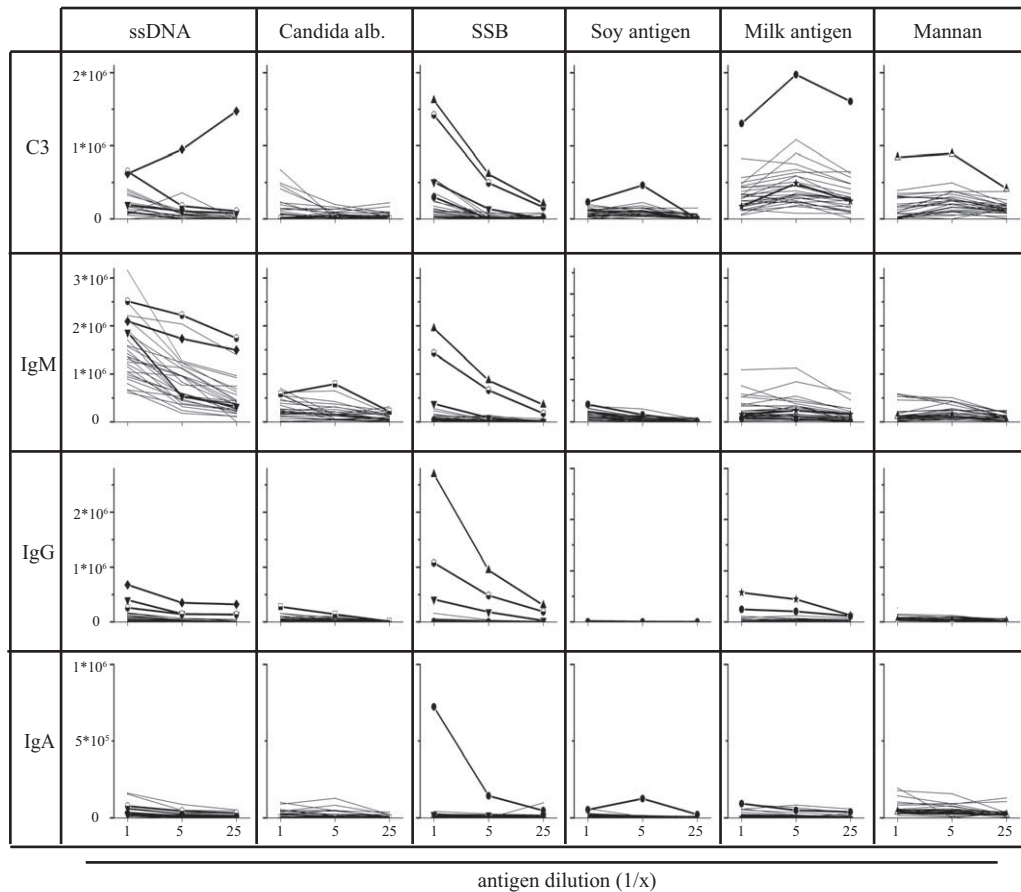 ssDNA Candida alb. SSB Soy antigen Milk antigen Mannan
C3
2*10⁶
1*10⁶
0
IgM
3*10⁶
2*10⁶
1*10⁶
0
IgG
2*10⁶
1*10⁶
0
IgA
1*10⁶
5*10⁵
0
1 5 25 1 5 25 1 5 25 1 5 25 1 5 25 1 5 25
antigen dilution (1/x)